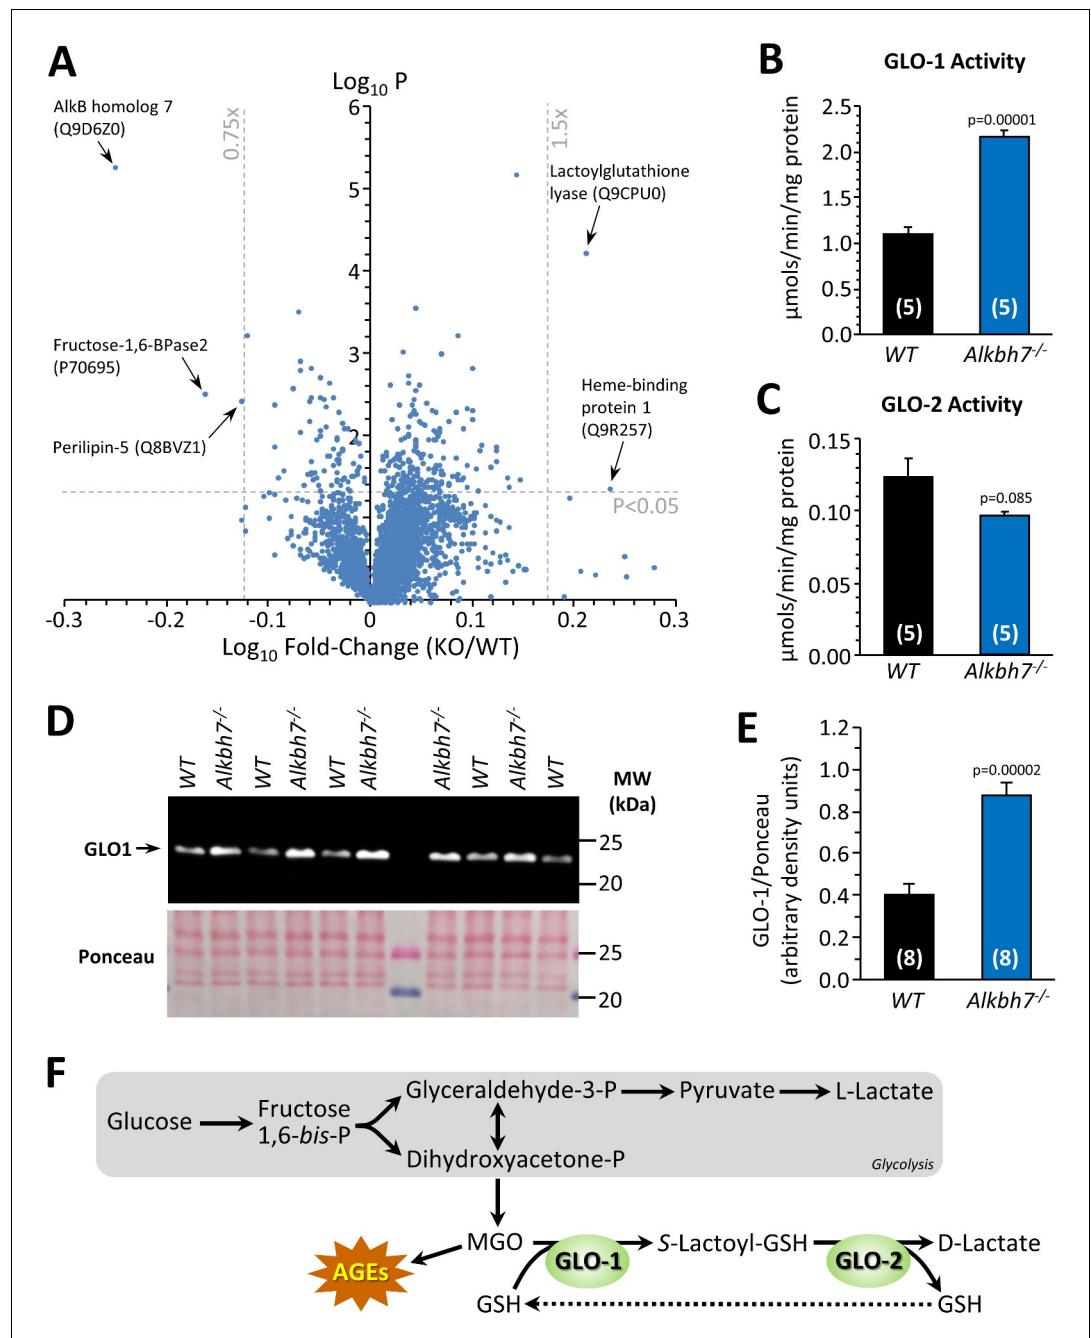 A
Log10 P
AlkB homolog 7
(Q9D6Z0)
0.75x
1.5x
Lactoylglutathione
lyase (Q9CPU0)
Fructose-1,6-BPase2
(P70695)
Perilipin-5 (Q8BVZ1)
Heme-binding
protein 1
(Q9R257)
P<0.05
6
5
4
3
2
1
0
-0.3
-0.2
-0.1
0
0.1
0.2
0.3
Log10 Fold-Change (KO/WT)
B
GLO-1 Activity
µmols/min/mg protein
2.5
2.0
1.5
1.0
0.5
0.0
p=0.00001
(5)
(5)
WT
Alkbh7-/-
C
GLO-2 Activity
µmols/min/mg protein
0.15
0.10
0.05
0.00
p=0.085
(5)
(5)
WT
Alkbh7-/-
D
WT
Alkbh7-/-
WT
Alkbh7-/-
WT
Alkbh7-/-
Alkbh7-/-
WT
Alkbh7-/-
WT
MW
(kDa)
GLO1
25
20
Ponceau
25
20
E
GLO-1/Ponceau
(arbitrary density units)
1.2
1.0
0.8
0.6
0.4
0.2
0.0
p=0.00002
(8)
(8)
WT
Alkbh7-/-
F
Glucose
Fructose
1,6-bis-P
Glyceraldehyde-3-P
Pyruvate
L-Lactate
Dihydroxyacetone-P
Glycolysis
MGO
GLO-1
S-Lactoyl-GSH
GLO-2
D-Lactate
AGEs
GSH
GSH